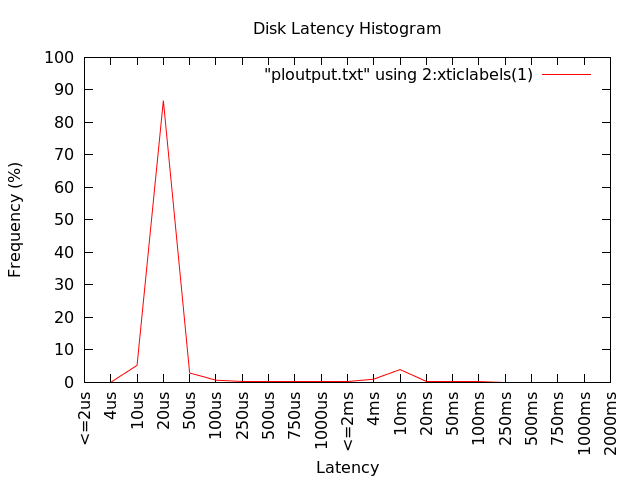 Disk Latency Histogram
"ploutput.txt" using 2:xticlabels(1)
Frequency (%)
100
90
80
70
60
50
40
30
20
10
0
<=2us
4us
10us
20us
50us
100us
250us
500us
750us
1000us
<=2ms
4ms
10ms
20ms
50ms
100ms
250ms
500ms
750ms
1000ms
2000ms
Latency